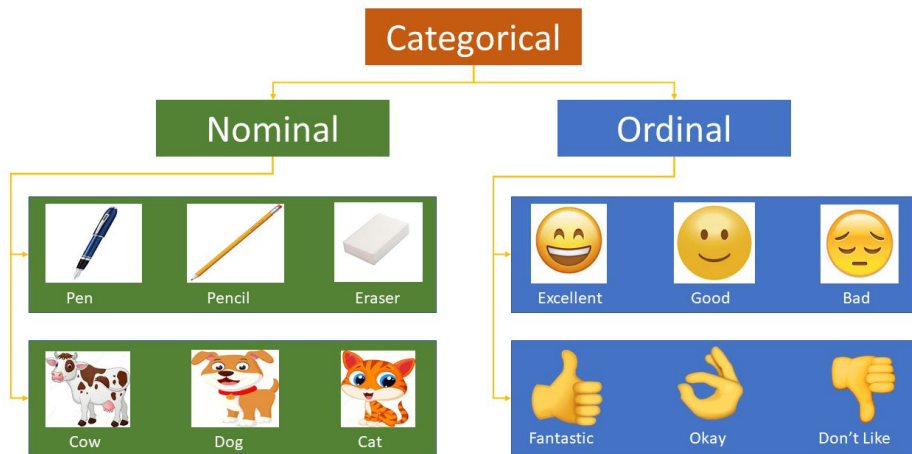 Categorical
Nominal
Ordinal
Pen
Pencil
Eraser
Excellent
Good
Bad
Cow
Dog
Cat
Fantastic
Okay
Don't Like